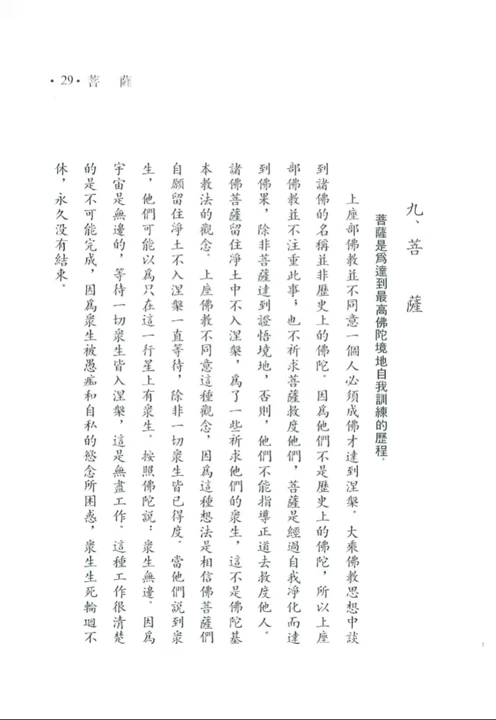 •29•菩薩
九、菩薩
菩薩是為達到最高佛陀境地自我訓練的歷程.
上座部佛教並不同意一個人必須成佛才達到涅槃.大乘佛教思想中談
到諸佛的名稱並非歷史上的佛陀.因為他們不是歷史上的佛陀,所以上座
部佛教並不注重此事;也不祈求菩薩救度他們,菩薩是經過自我淨化而達
到佛果,除非菩薩達到證悟境地,否則,他們不能指導正道去救度他人.
諸佛菩薩留住淨土中不入涅槃,為了一些祈求他們的衆生,這不是佛陀基
本教法的觀念.上座佛教不同意這種觀念,因為這種想法是相信佛菩薩們
自願留住淨土不入涅槃一直等待,除非一切衆生皆已得度.當他們說到衆
生,他們可能以為只在這一行星上有衆生.按照佛陀說:衆生無邊.因為
宇宙是無邊的,等待一切衆生皆入涅槃,這是無盡工作.這種工作很清楚
的是不可能完成,因為衆生被愚痴和自私的慾念所困惑,衆生生死輪迴不
休,永久沒有結束.